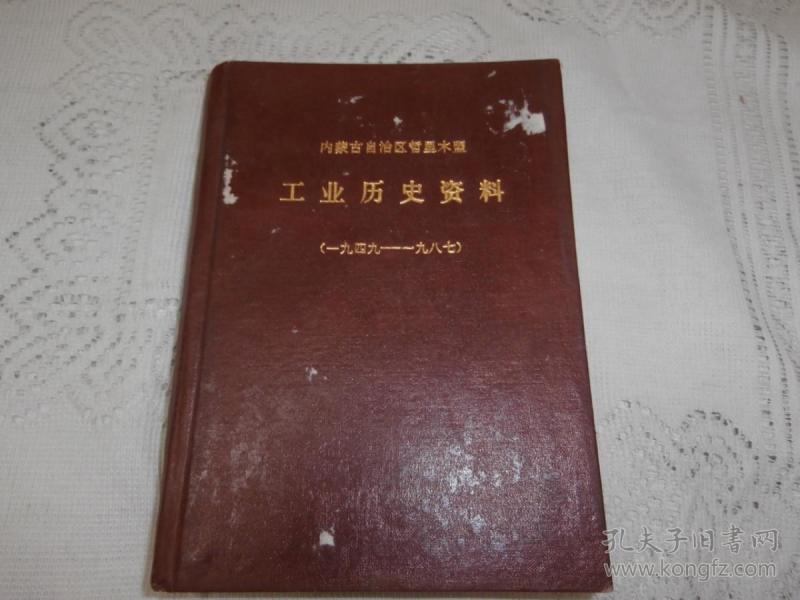 内蒙古自治区哲里木盟
工业历史资料
(一九四九——一九八七)
孔夫子旧书网
www.kongfz.com